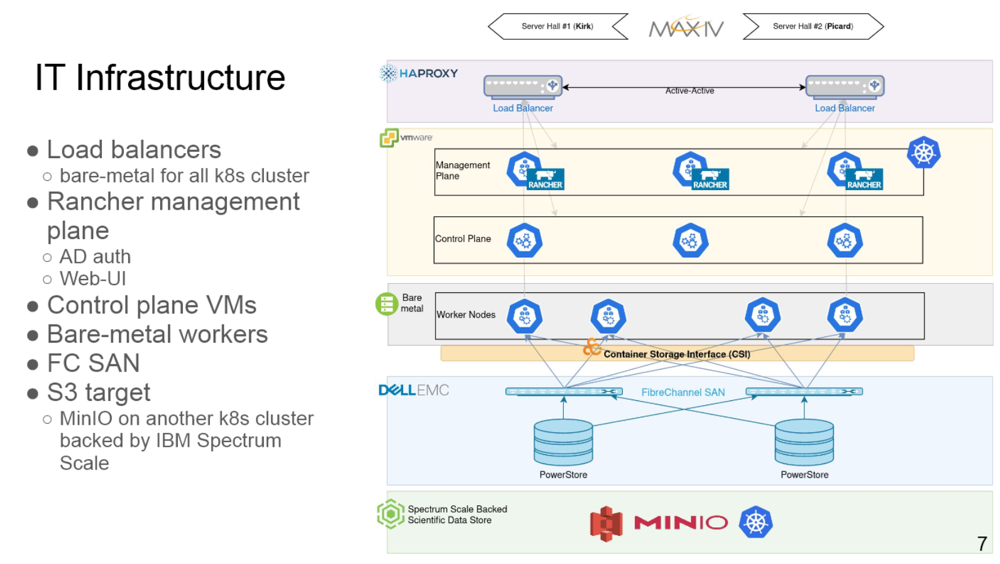 IT Infrastructure
● Load balancers
○ bare-metal for all k8s cluster
● Rancher management
plane
○ AD auth
○ Web-UI
● Control plane VMs
● Bare-metal workers
● FC SAN
● S3 target
○ MinIO on another k8s cluster
backed by IBM Spectrum
Scale
Server Hall #1 (Kirk)
MAXIV
Server Hall #2 (Picard)
HAPROXY
Active-Active
Load Balancer
Load Balancer
vmware
Management
Plane
RANCHER
RANCHER
RANCHER
Control Plane
Bare
metal
Worker Nodes
Container Storage Interface (CSI)
DELLEMC
FibreChannel SAN
PowerStore
PowerStore
Spectrum Scale Backed
Scientific Data Store
MINIO
7